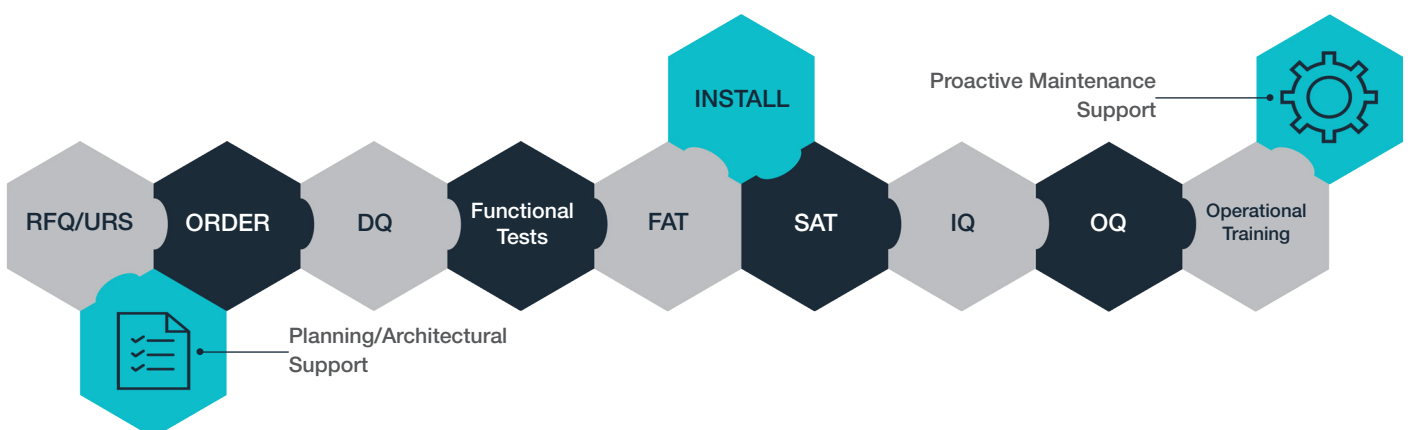 INSTALL
Proactive Maintenance
Support
RFQ/URS
ORDER
DQ
Functional
Tests
FAT
SAT
IQ
OQ
Operational
Training
Planning/Architectural
Support